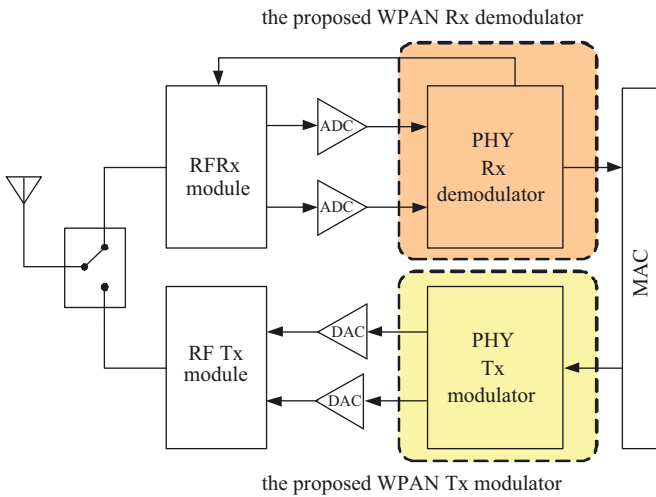 the proposed WPAN Rx demodulator
RFRx
module
ADC
ADC
PHY
Rx
demodulator
MAC
RF Tx
module
DAC
DAC
PHY
Tx
modulator
the proposed WPAN Tx modulator